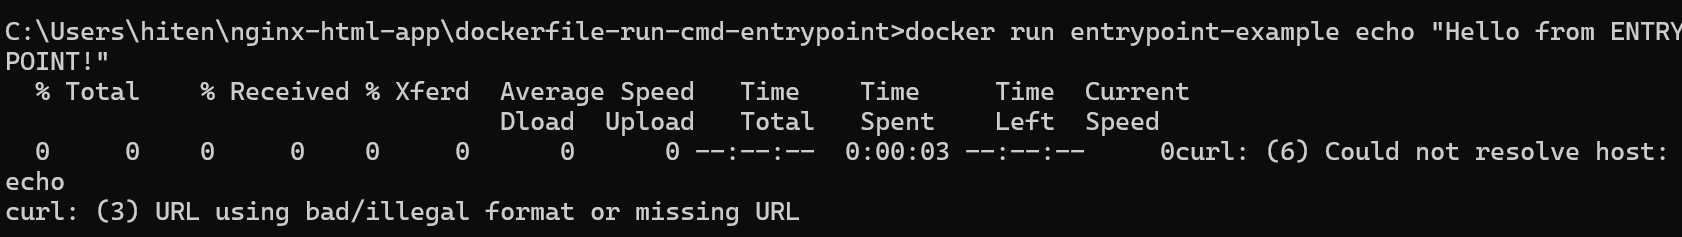 C:\Users\hiten\nginx-html-app\dockerfile-run-cmd-entrypoint>docker run entrypoint-example echo "Hello from ENTRY
POINT!"
  % Total    % Received % Xferd  Average Speed   Time    Time     Time  Current
                                 Dload  Upload   Total   Spent    Left  Speed
  0     0    0     0    0     0      0      0 --:--:--  0:00:03 --:--:--     0curl: (6) Could not resolve host:
echo
curl: (3) URL using bad/illegal format or missing URL